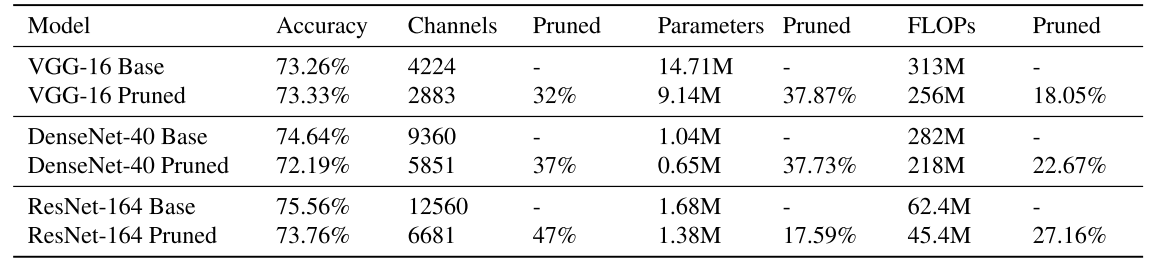 Model Accuracy Channels Pruned Parameters Pruned FLOPs Pruned
VGG-16 Base 73.26% 4224 - 14.71M - 313M -
VGG-16 Pruned 73.33% 2883 32% 9.14M 37.87% 256M 18.05%
DenseNet-40 Base 74.64% 9360 - 1.04M - 282M -
DenseNet-40 Pruned 72.19% 5851 37% 0.65M 37.73% 218M 22.67%
ResNet-164 Base 75.56% 12560 - 1.68M - 62.4M -
ResNet-164 Pruned 73.76% 6681 47% 1.38M 17.59% 45.4M 27.16%